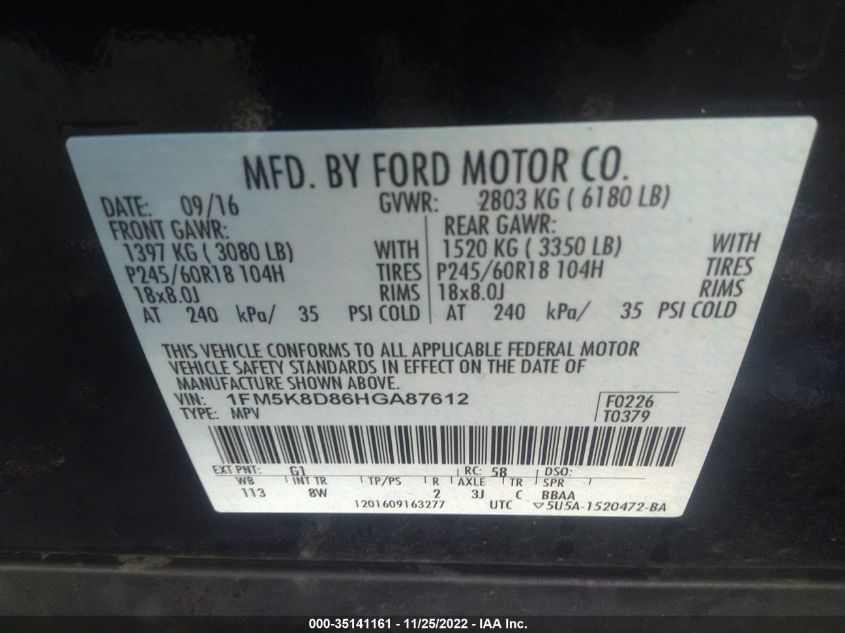 MFD. BY FORD MOTOR CO.
DATE: 09/16 GVWR: 2803 KG ( 6180 LB)
FRONT GAWR: REAR GAWR:
1397 KG ( 3080 LB) WITH 1520 KG ( 3350 LB) WITH
P245/60R18 104H TIRES P245/60R18 104H TIRES
18x8.0J RIMS 18x8.0J RIMS
AT 240 kPa/ 35 PSI COLD AT 240 kPa/ 35 PSI COLD
THIS VEHICLE CONFORMS TO ALL APPLICABLE FEDERAL MOTOR
VEHICLE SAFETY STANDARDS IN EFFECT ON THE DATE OF
MANUFACTURE SHOWN ABOVE.
VIN: 1FM5K8D86HGA87612 F0226
TYPE: MPV T0379
EXT PNT: G1 RC: 58 DSO:
WB INT TR TP/PS R AXLE TR SPR
113 8W 2 3J C BBAA
1201609163277 UTC ▽5U5A-1520472-BA
000-35141161 - 11/25/2022 - IAA Inc.